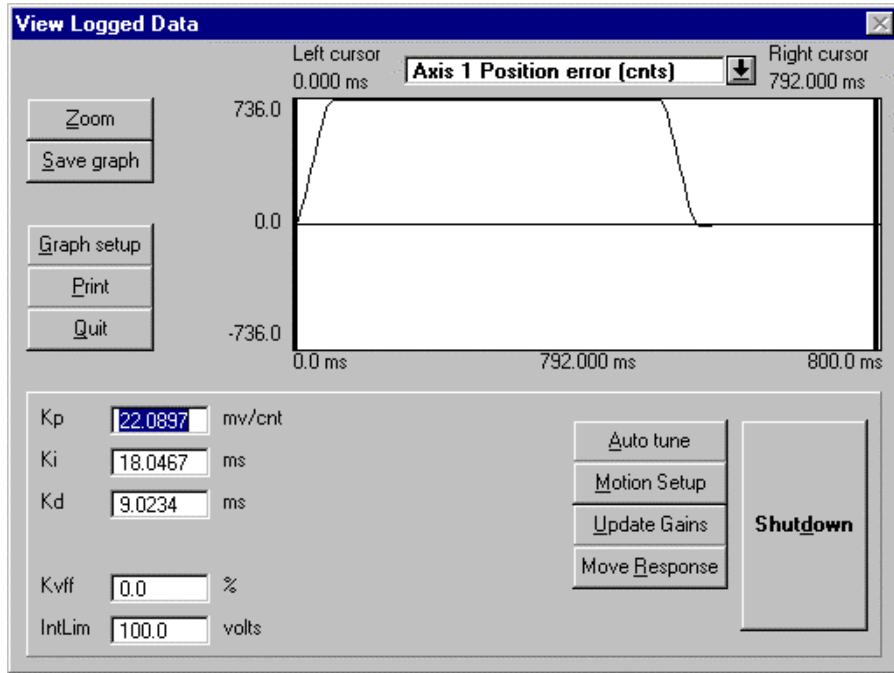 View Logged Data
Left cursor
0.000 ms
Axis 1 Position error (cnts)
Right cursor
792.000 ms
Zoom
Save graph
Graph setup
Print
Quit
736.0
0.0
-736.0
0.0 ms
792.000 ms
800.0 ms
Kp 22.0897 mv/cnt
Ki 18.0467 ms
Kd 9.0234 ms
Kvff 0.0 %
IntLim 100.0 volts
Auto tune
Motion Setup
Update Gains
Move Response
Shutdown